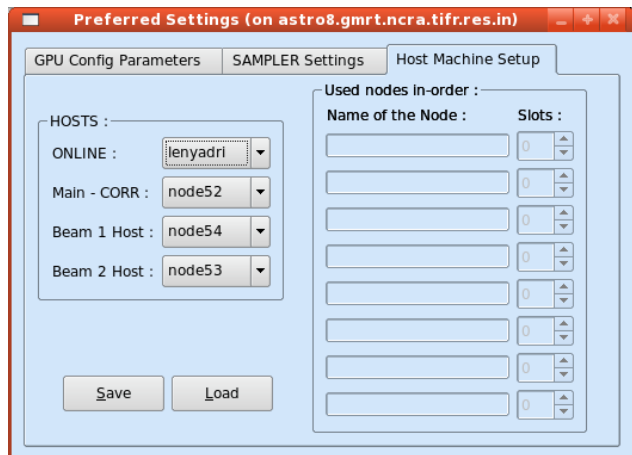 Preferred Settings (on astro8.gmrt.ncra.tifr.res.in)
GPU Config Parameters SAMPLER Settings Host Machine Setup
HOSTS :
ONLINE : lenyadri
Main - CORR : node52
Beam 1 Host : node54
Beam 2 Host : node53
Save Load
Used nodes in-order :
Name of the Node : Slots :
0
0
0
0
0
0
0
0